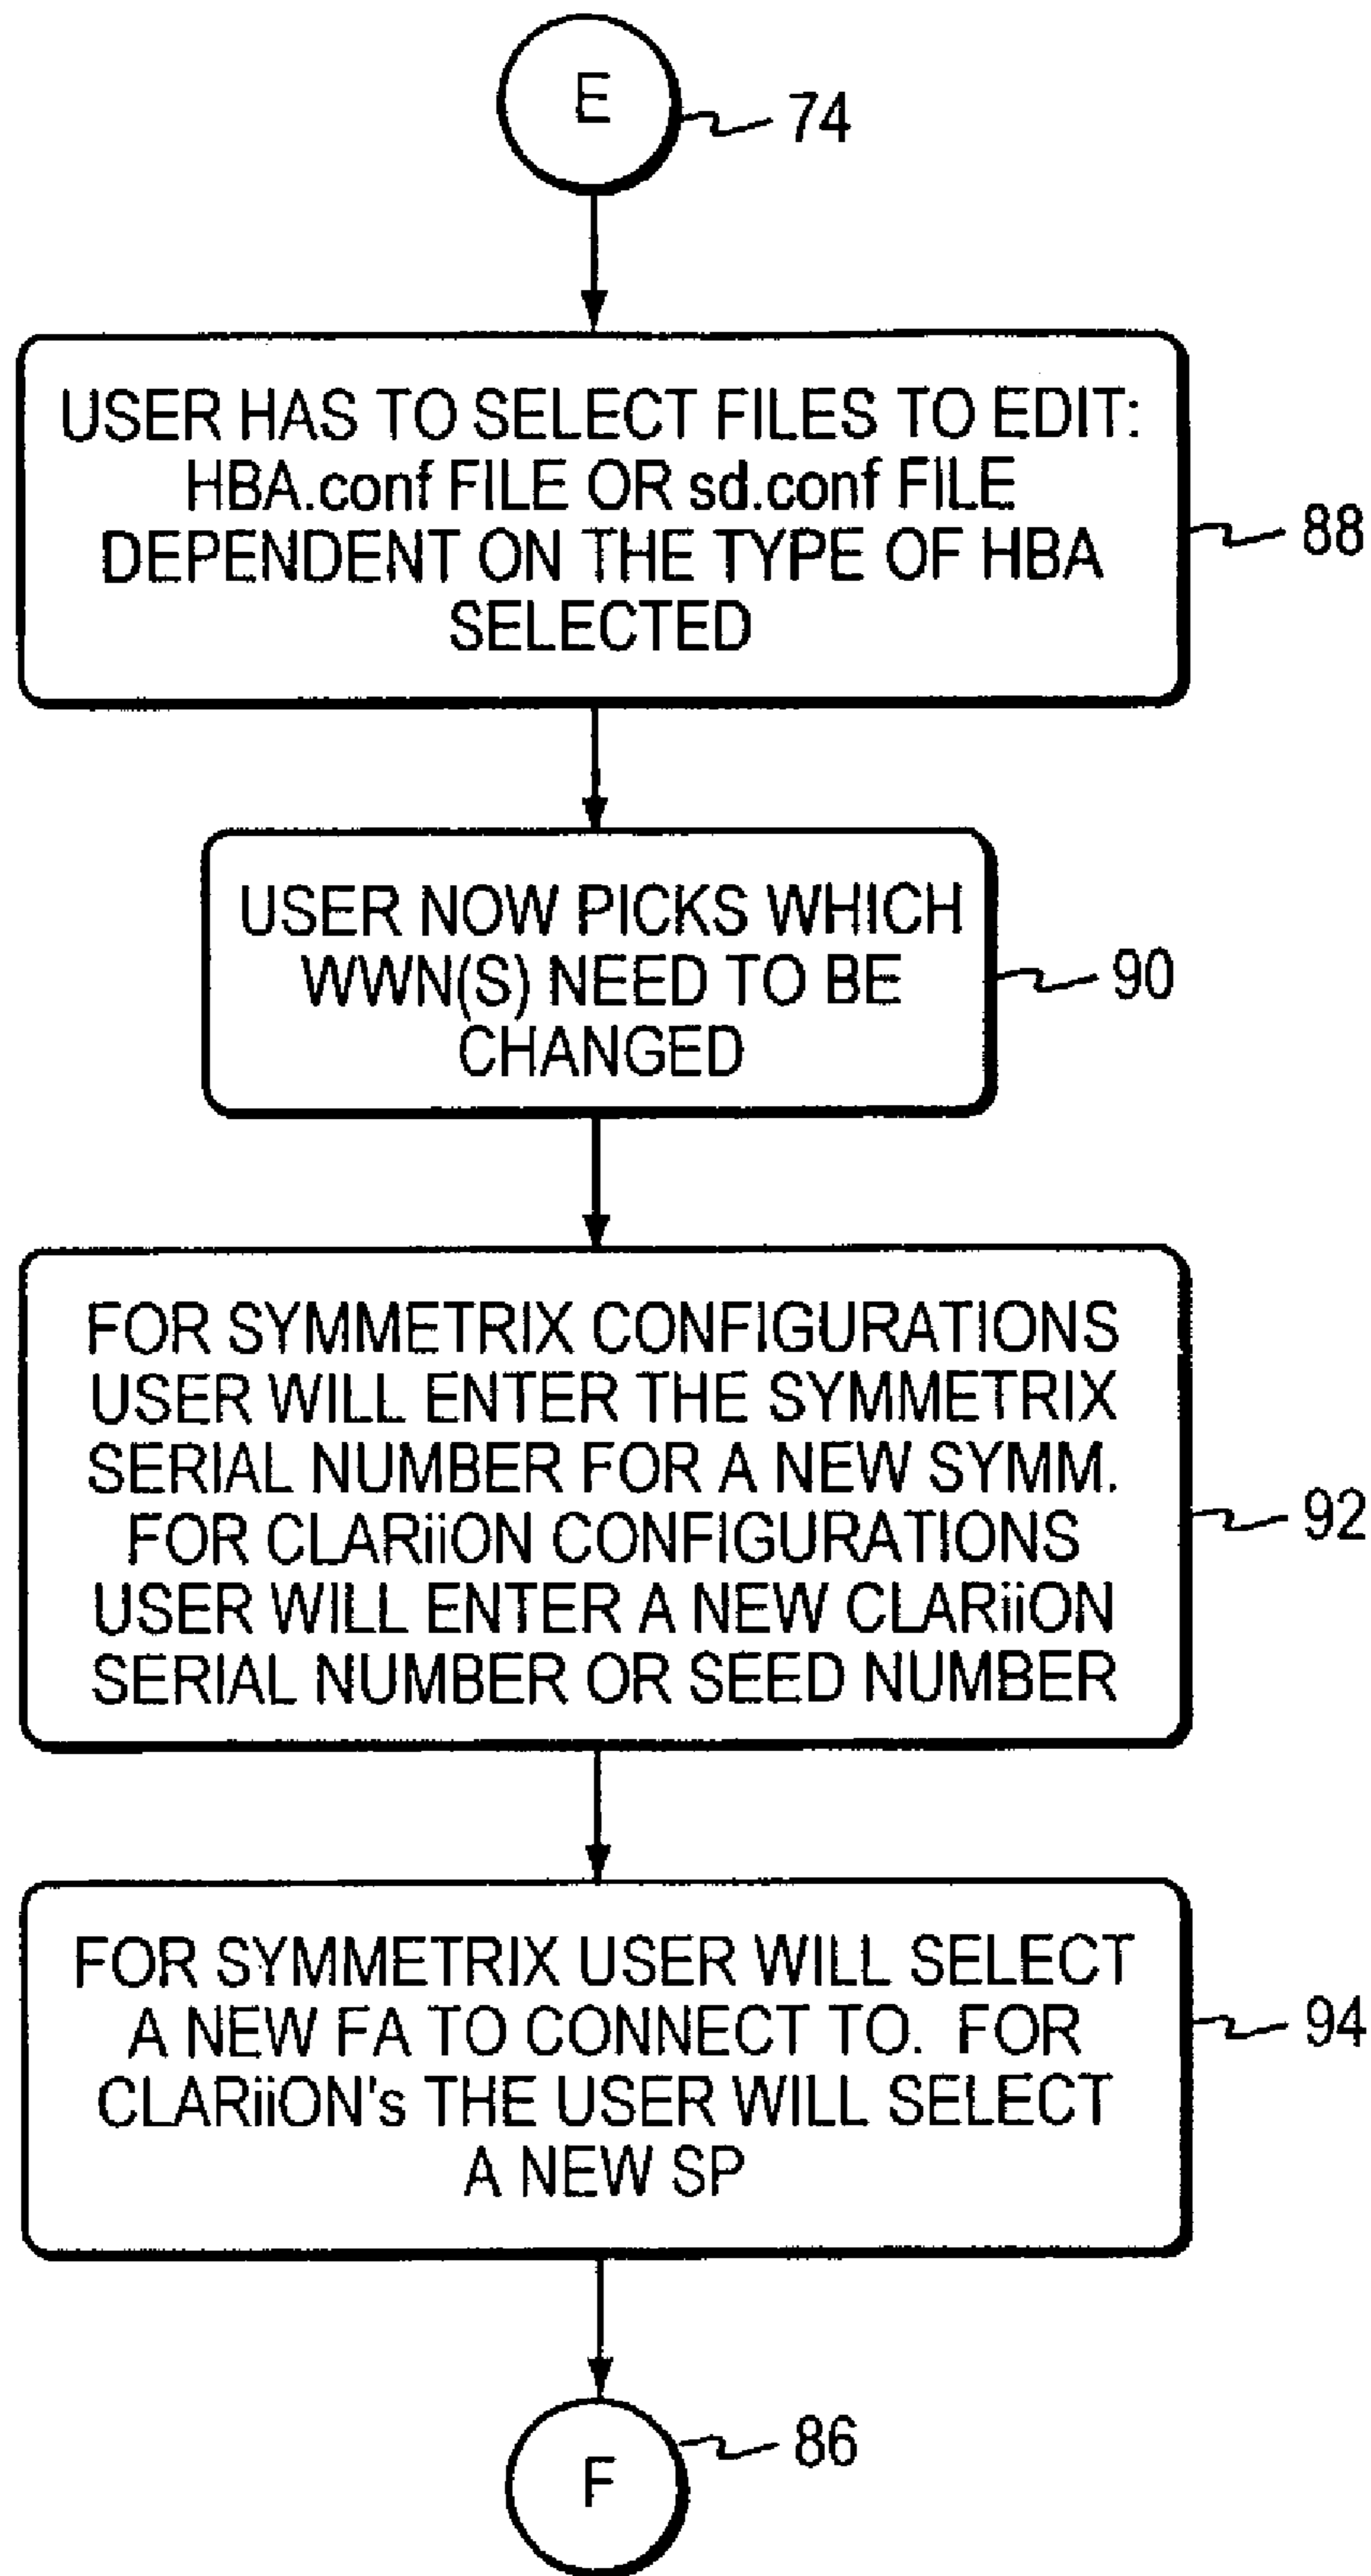 E
74
USER HAS TO SELECT FILES TO EDIT:
HBA.conf FILE OR sd.conf FILE
DEPENDENT ON THE TYPE OF HBA
SELECTED
88
USER NOW PICKS WHICH
WWN(S) NEED TO BE
CHANGED
90
FOR SYMMETRIX CONFIGURATIONS
USER WILL ENTER THE SYMMETRIX
SERIAL NUMBER FOR A NEW SYMM.
FOR CLARiiON CONFIGURATIONS
USER WILL ENTER A NEW CLARiiON
SERIAL NUMBER OR SEED NUMBER
92
FOR SYMMETRIX USER WILL SELECT
A NEW FA TO CONNECT TO. FOR
CLARiiON's THE USER WILL SELECT
A NEW SP
94
F
86